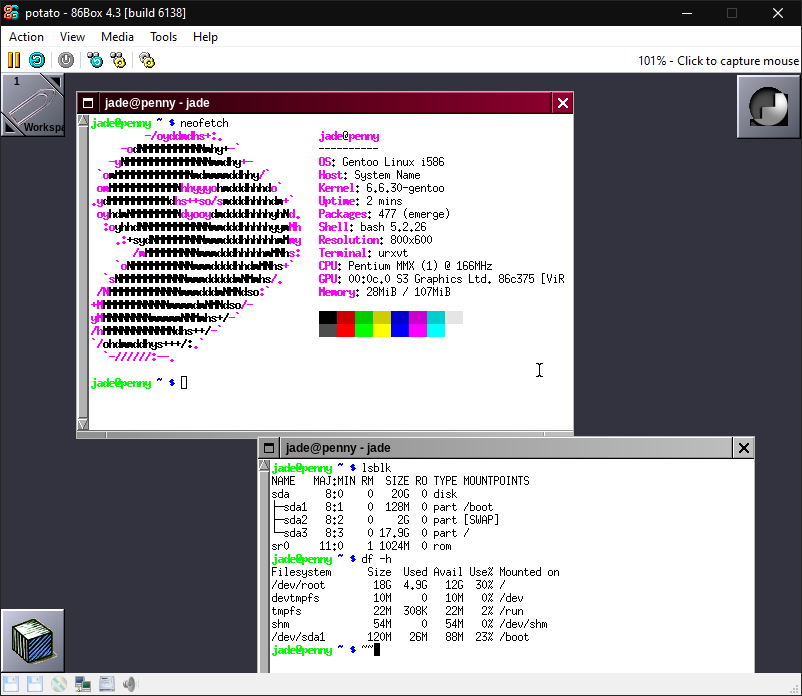 potato - 86Box 4.3 [build 6138]
Action View Media Tools Help
101% - Click to capture mouse
1
Workspa
jade@penny - jade
jade@penny ~ $ neofetch
jade@penny
----------
OS: Gentoo Linux i586
Host: System Name
Kernel: 6.6.30-gentoo
Uptime: 2 mins
Packages: 477 (emerge)
Shell: bash 5.2.26
Resolution: 800x600
Terminal: urxvt
CPU: Pentium MMX (1) @ 166MHz
GPU: 00:0c.0 S3 Graphics Ltd. 86c375 [ViR
Memory: 28MiB / 107MiB
jade@penny ~ $
jade@penny - jade
jade@penny ~ $ lsblk
NAME MAJ:MIN RM SIZE RO TYPE MOUNTPOINTS
sda 8:0 0 20G 0 disk
├─sda1 8:1 0 128M 0 part /boot
├─sda2 8:2 0 2G 0 part [SWAP]
└─sda3 8:3 0 17.9G 0 part /
sr0 11:0 1 1024M 0 rom
jade@penny ~ $ df -h
Filesystem Size Used Avail Use% Mounted on
/dev/root 18G 4.9G 12G 30% /
devtmpfs 10M 0 10M 0% /dev
tmpfs 22M 308K 22M 2% /run
shm 54M 0 54M 0% /dev/shm
/dev/sda1 120M 26M 88M 23% /boot
jade@penny ~ $ ~~